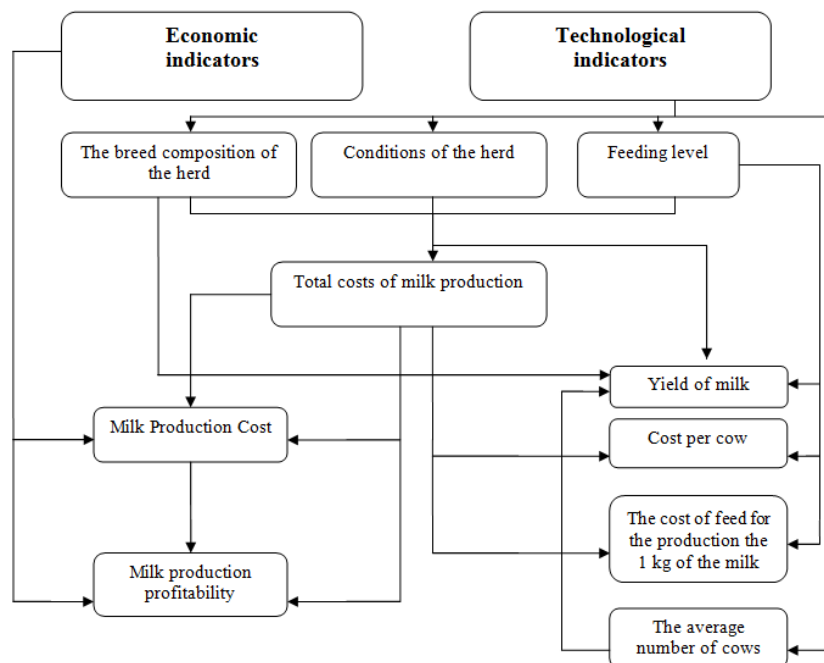 Economic
indicators
Technological
indicators
The breed composition of
the herd
Conditions of the herd
Feeding level
Total costs of milk production
Yield of milk
Milk Production Cost
Cost per cow
The cost of feed for
the production the
1 kg of the milk
Milk production
profitability
The average
number of cows